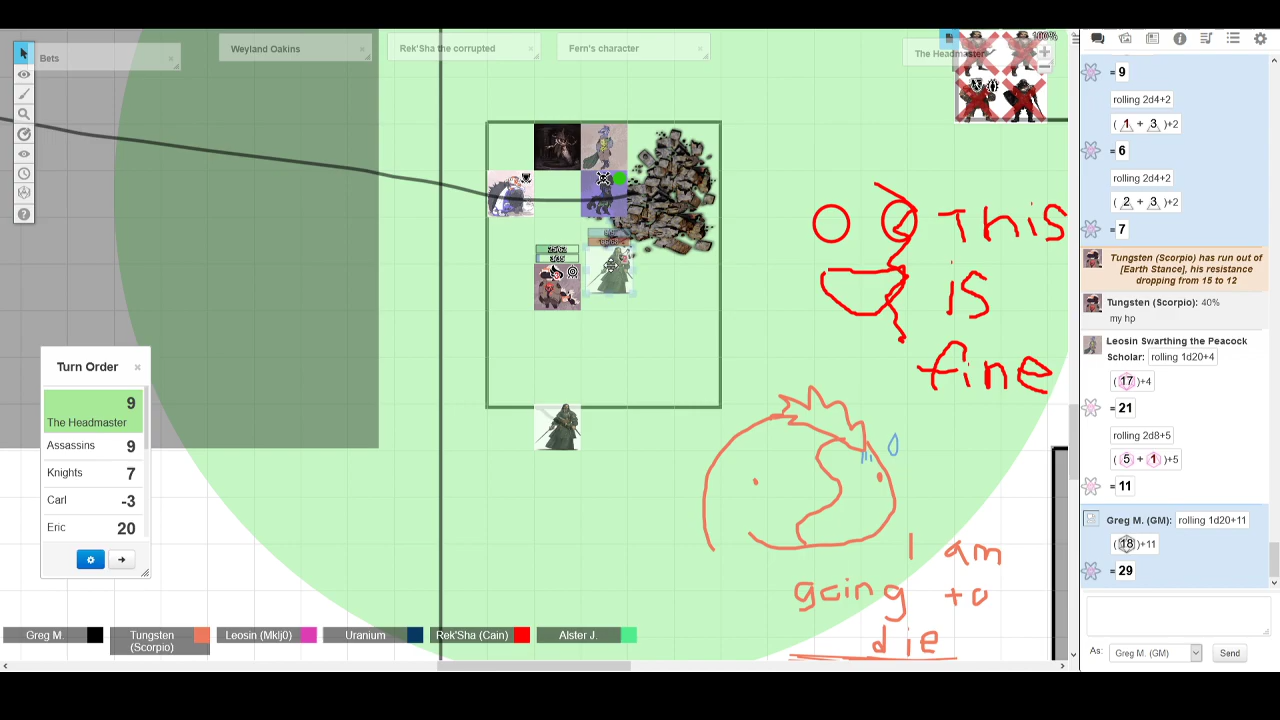 Bets
Weyland Oakins
Rek'Sha the corrupted
Fern's character
The Headmaster
100%
25/62
3/35
This
is
fine
I am
going to
die
Turn Order
9
The Headmaster
Assassins 9
Knights 7
Carl -3
Eric 20
Greg M.
Tungsten
(Scorpio)
Leosin (Mklj0)
Uranium
Rek'Sha (Cain)
Alster J.
= 9
rolling 2d4+2
( 1 + 3 )+2
= 6
rolling 2d4+2
( 2 + 3 )+2
= 7
Tungsten (Scorpio) has run out of
[Earth Stance], his resistance
dropping from 15 to 12
Tungsten (Scorpio): 40%
my hp
Leosin Swarthing the Peacock
Scholar: rolling 1d20+4
( 17 )+4
= 21
rolling 2d8+5
( 5 + 1 )+5
= 11
Greg M. (GM): rolling 1d20+11
( 18 )+11
= 29
As: Greg M. (GM) Send